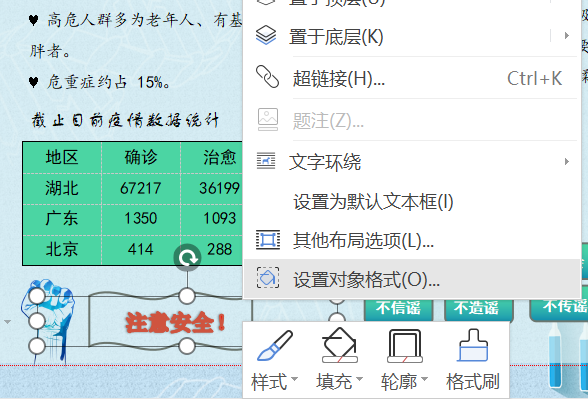 ♥ 高危人群多为老年人、有基
胖者。
♥ 危重症约占 15%。
截止目前疫情数据统计
地区 确诊 治愈
湖北 67217 36199
广东 1350 1093
北京 414 288
注意安全！
置于顶层(O)
置于底层(K)
超链接(H)... Ctrl+K
题注(Z)...
文字环绕
设置为默认文本框(I)
其他布局选项(L)...
设置对象格式(O)...
不信谣 不造谣 不传谣
样式 填充 轮廓 格式刷